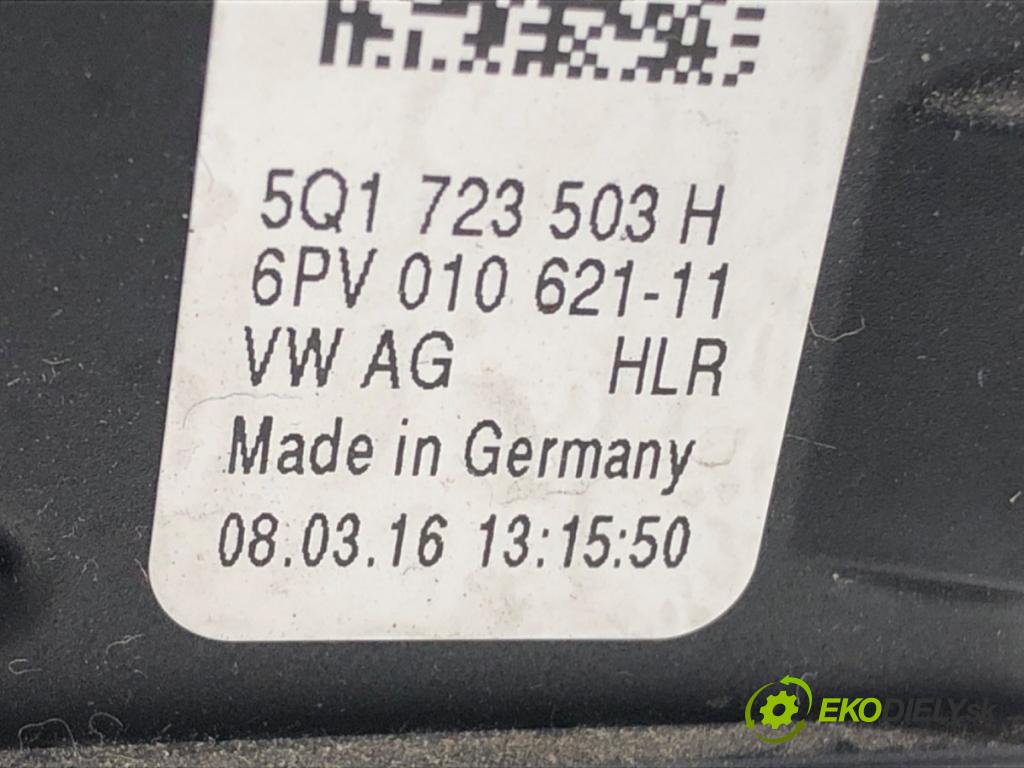 5Q1 723 503 H
6PV 010 621-11
VW AG HLR
Made in Germany
08.03.16 13:15:50
EKODIELY.sk